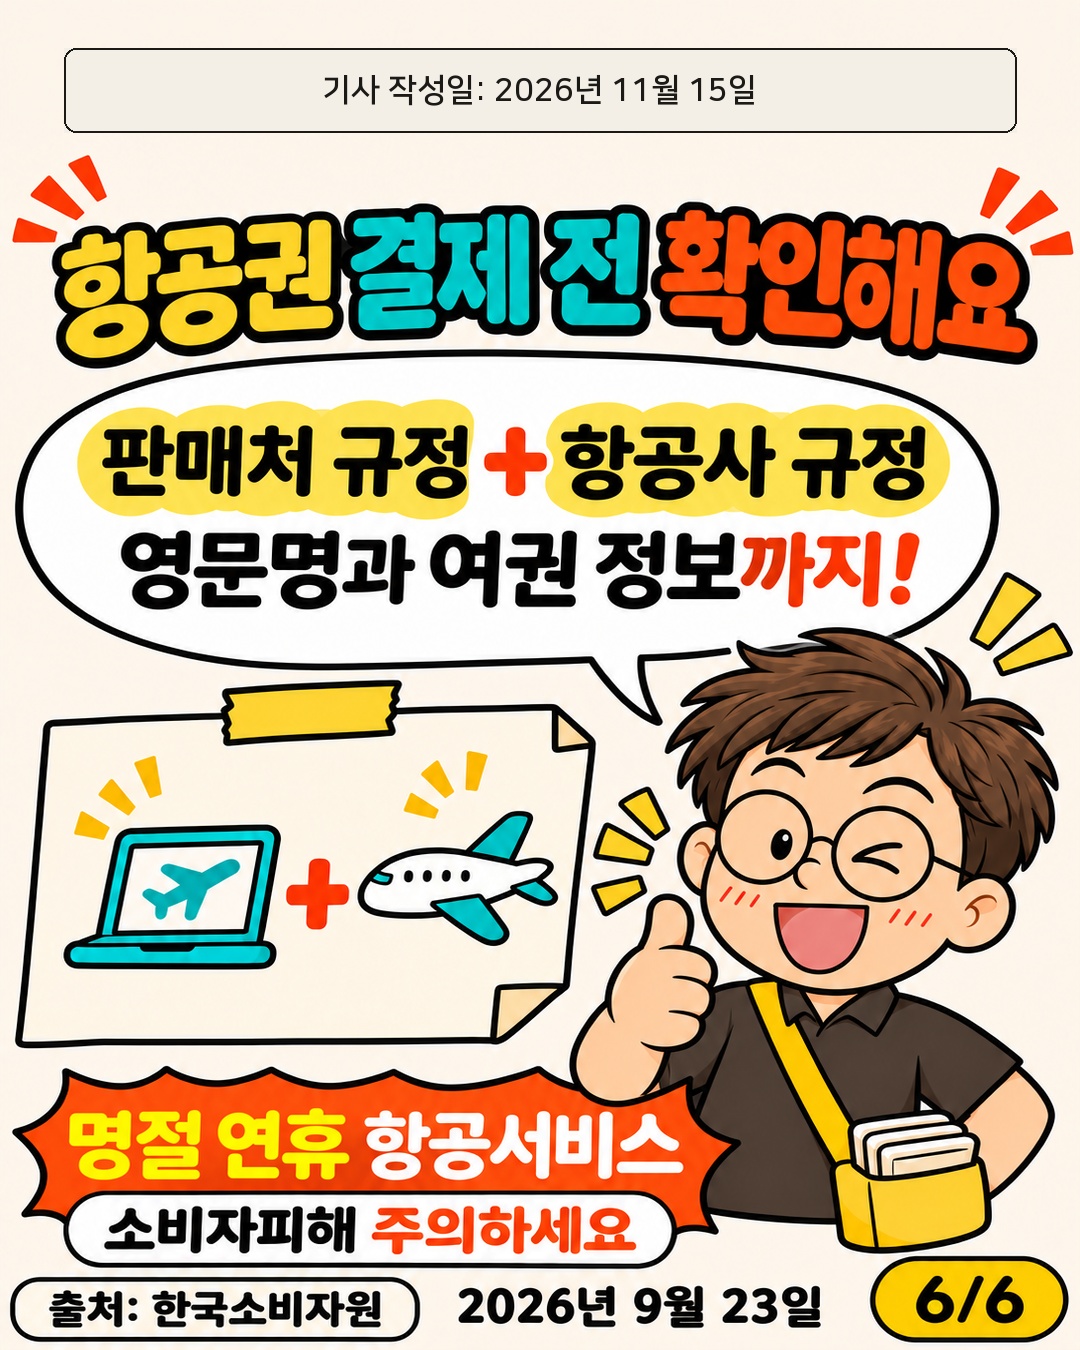 기사 작성일: 2026년 11월 15일
항공권 결제 전 확인해요
판매처 규정 + 항공사 규정
영문명과 여권 정보까지!
명절 연휴 항공서비스
소비자피해 주의하세요
출처: 한국소비자원
2026년 9월 23일
6/6